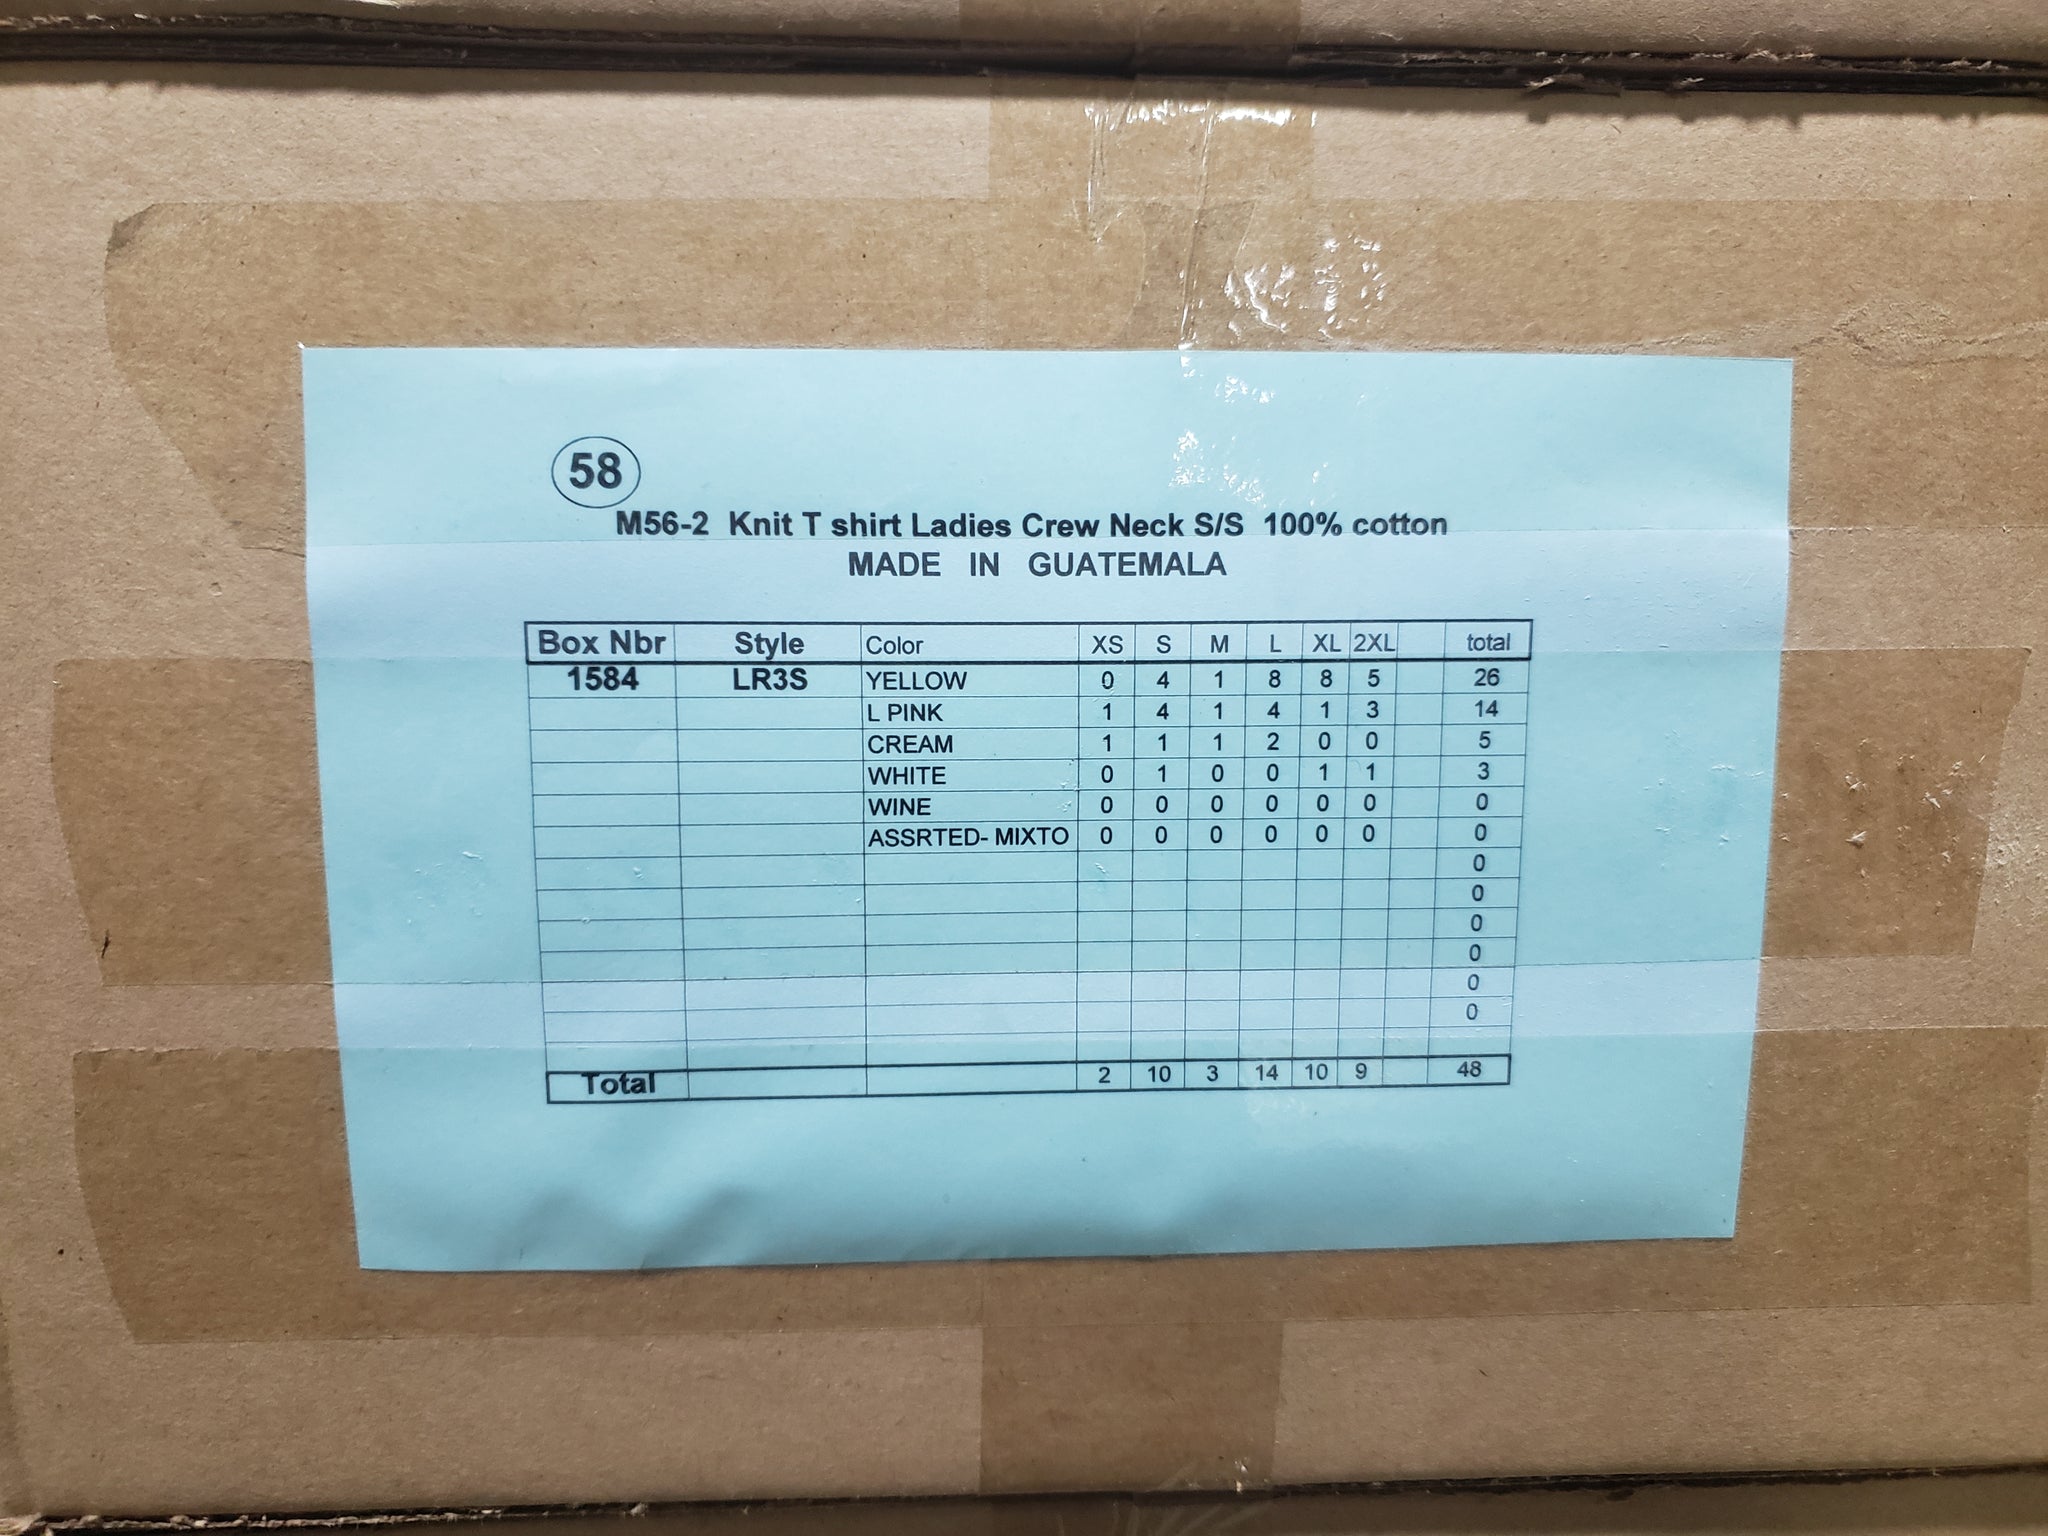 58
M56-2 Knit T shirt Ladies Crew Neck S/S 100% cotton
MADE IN GUATEMALA
Box Nbr Style Color XS S M L XL 2XL total
1584 LR3S YELLOW 0 4 1 8 8 5 26
L PINK 1 4 1 4 1 3 14
CREAM 1 1 1 2 0 0 5
WHITE 0 1 0 0 1 1 3
WINE 0 0 0 0 0 0 0
ASSRTED- MIXTO 0 0 0 0 0 0 0
0
0
0
0
0
0
Total 2 10 3 14 10 9 48